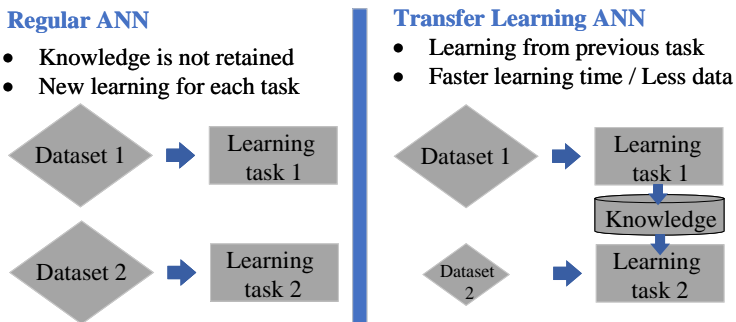 Regular ANN
• Knowledge is not retained
• New learning for each task
Dataset 1
Learning
task 1
Dataset 2
Learning
task 2
Transfer Learning ANN
• Learning from previous task
• Faster learning time / Less data
Dataset 1
Learning
task 1
Knowledge
Dataset
2
Learning
task 2